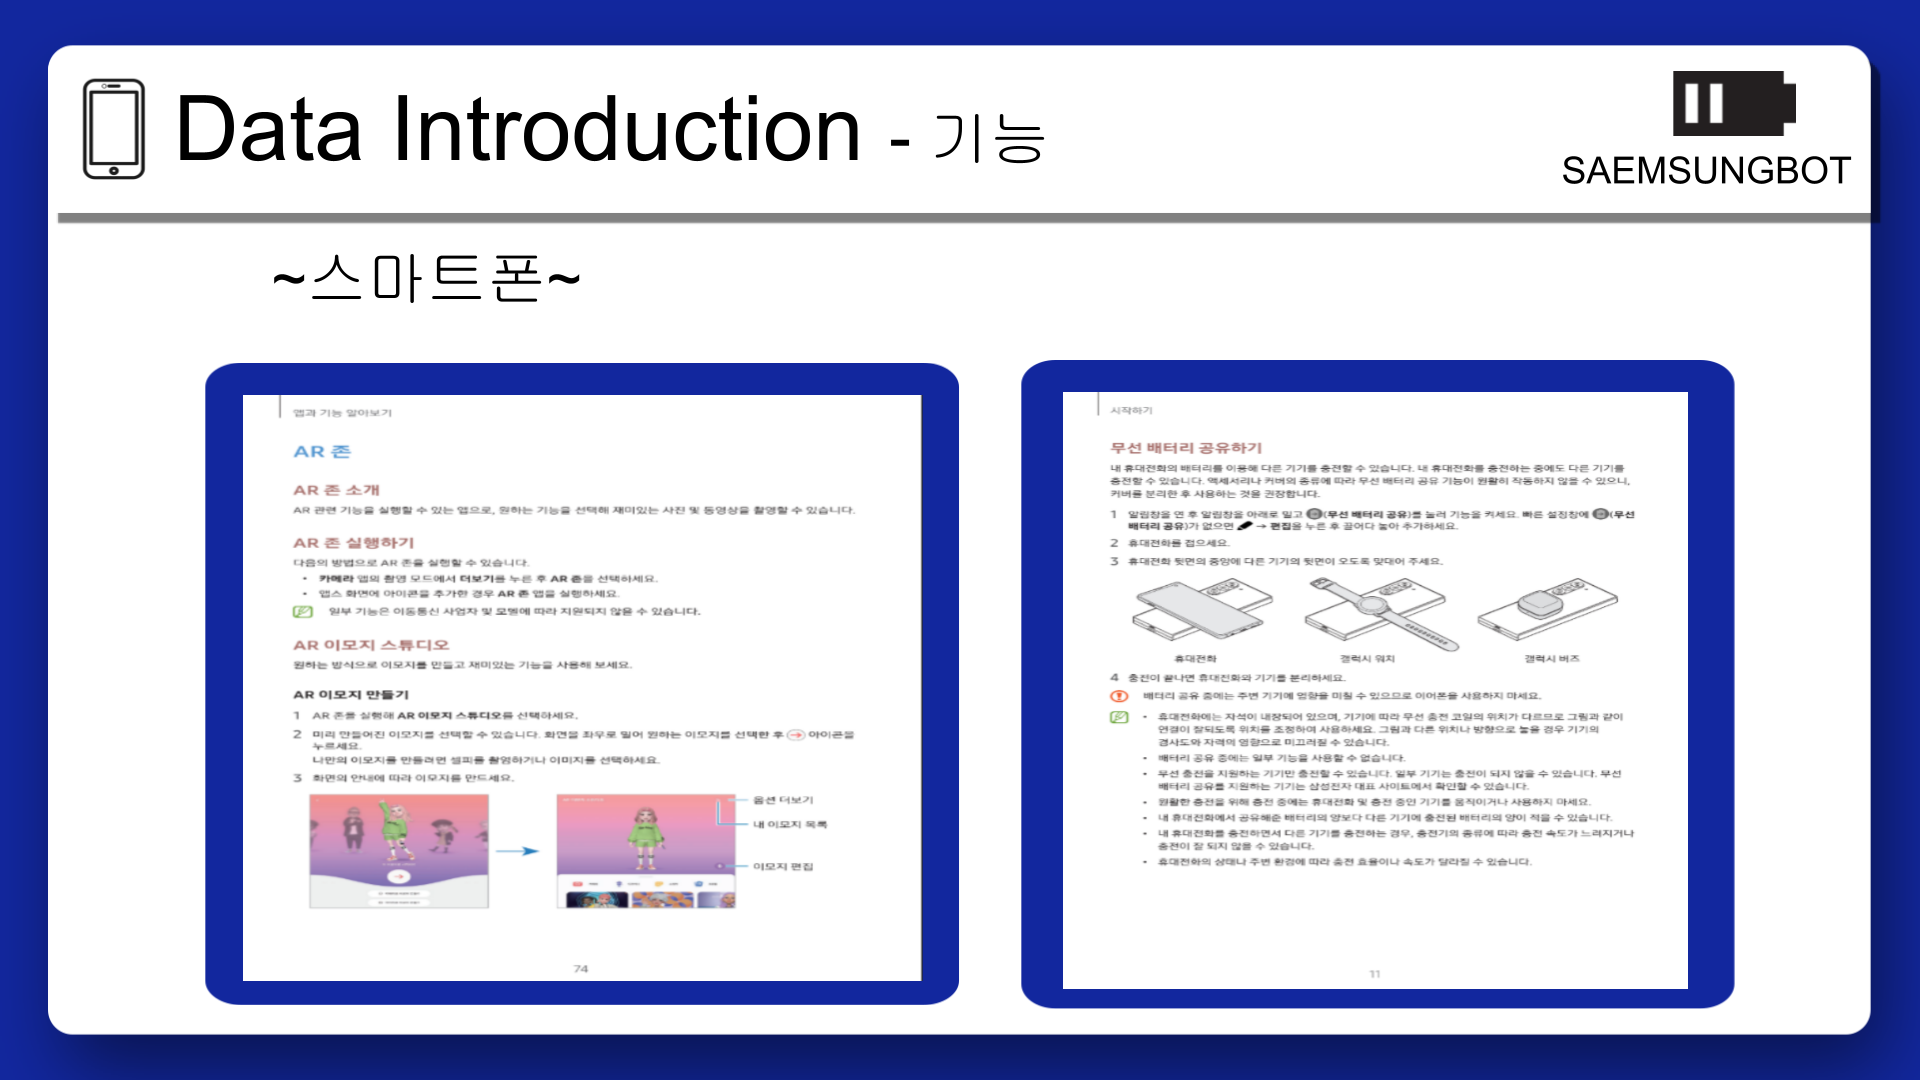 Data Introduction - 기능
SAEMSUNGBOT
~스마트폰~
앱과 기능 알아보기
AR 존
AR 존 소개
AR 관련 기능을 실행할 수 있는 앱으로, 원하는 기능을 선택해 재미있는 사진 및 동영상을 촬영할 수 있습니다.
AR 존 실행하기
다음의 방법으로 AR 존을 실행할 수 있습니다.
• 카메라 앱의 촬영 모드에서 더보기를 누른 후 AR 존을 선택하세요.
• 앱스 화면에 아이콘을 추가한 경우 AR 존 앱을 실행하세요.
일부 기능은 이동통신 사업자 및 모델에 따라 지원되지 않을 수 있습니다.
AR 이모지 스튜디오
원하는 방식으로 이모지를 만들고 재미있는 기능을 사용해 보세요.
AR 이모지 만들기
1 AR 존을 실행해 AR 이모지 스튜디오를 선택하세요.
2 미리 만들어진 이모지를 선택할 수 있습니다. 화면을 좌우로 밀어 원하는 이모지를 선택한 후 아이콘을
누르세요.
나만의 이모지를 만들려면 셀피를 촬영하거나 이미지를 선택하세요.
3 화면의 안내에 따라 이모지를 만드세요.
옵션 더보기
내 이모지 목록
이모지 편집
74
시작하기
무선 배터리 공유하기
내 휴대전화의 배터리를 이용해 다른 기기를 충전할 수 있습니다. 내 휴대전화를 충전하는 중에도 다른 기기를
충전할 수 있습니다. 액세서리나 커버의 종류에 따라 무선 배터리 공유 기능이 원활히 작동하지 않을 수 있으니,
커버를 분리한 후 사용하는 것을 권장합니다.
1 알림창을 연 후 알림창을 아래로 밀고 (무선 배터리 공유)를 눌러 기능을 켜세요. 빠른 설정창에 (무선
배터리 공유)가 없으면 → 편집을 누른 후 끌어다 놓아 추가하세요.
2 휴대전화를 접으세요.
3 휴대전화 뒷면의 중앙에 다른 기기의 뒷면이 오도록 맞대어 주세요.
휴대전화
갤럭시 워치
갤럭시 버즈
4 충전이 끝나면 휴대전화와 기기를 분리하세요.
배터리 공유 중에는 주변 기기에 영향을 미칠 수 있으므로 이어폰을 사용하지 마세요.
• 휴대전화에는 자석이 내장되어 있으며, 기기에 따라 무선 충전 코일의 위치가 다르므로 그림과 같이
연결이 잘되도록 위치를 조정하여 사용하세요. 그림과 다른 위치나 방향으로 놓을 경우 기기의
경사도와 자력의 영향으로 미끄러질 수 있습니다.
• 배터리 공유 중에는 일부 기능을 사용할 수 없습니다.
• 무선 충전을 지원하는 기기만 충전할 수 있습니다. 일부 기기는 충전이 되지 않을 수 있습니다. 무선
배터리 공유를 지원하는 기기는 삼성전자 대표 사이트에서 확인할 수 있습니다.
• 원활한 충전을 위해 충전 중에는 휴대전화 및 충전 중인 기기를 움직이거나 사용하지 마세요.
• 내 휴대전화에서 공유해준 배터리의 양보다 다른 기기에 충전된 배터리의 양이 적을 수 있습니다.
• 내 휴대전화를 충전하면서 다른 기기를 충전하는 경우, 충전기의 종류에 따라 충전 속도가 느려지거나
충전이 잘 되지 않을 수 있습니다.
• 휴대전화의 상태나 주변 환경에 따라 충전 효율이나 속도가 달라질 수 있습니다.
11